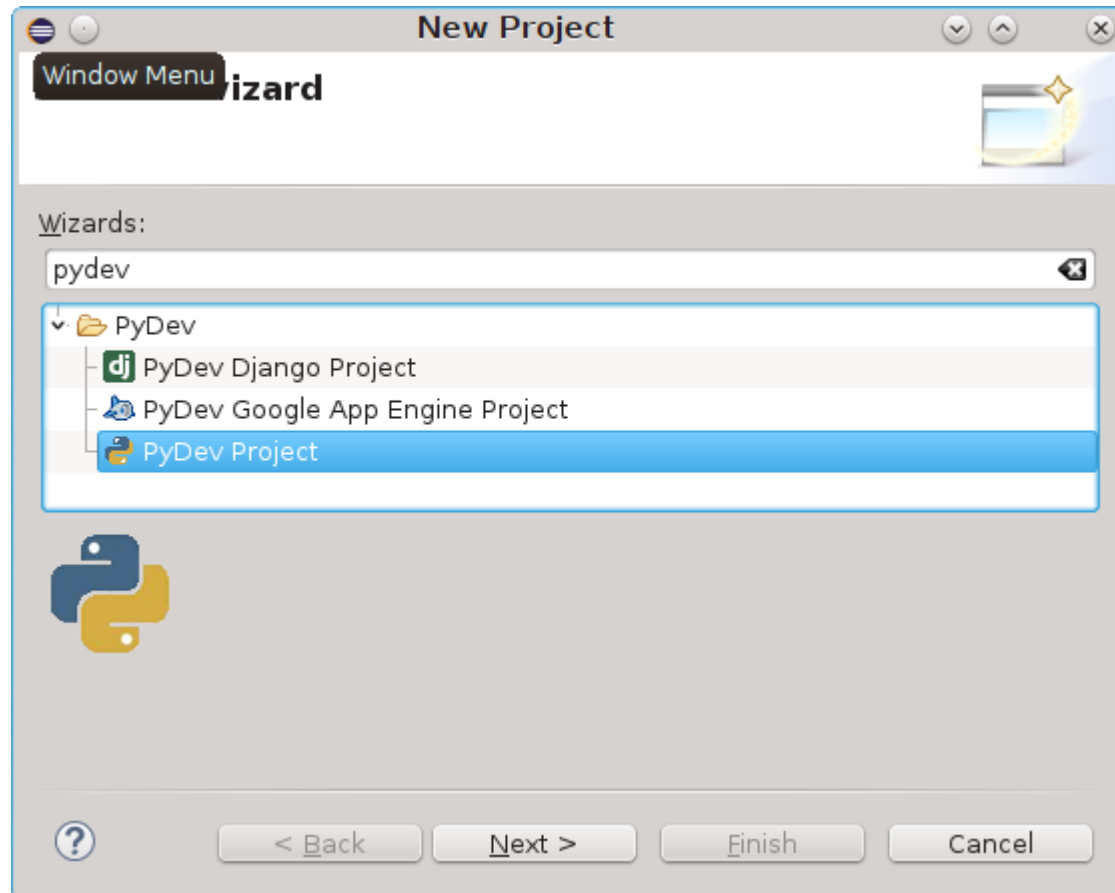 New Project
Window Menu
izard
Wizards:
pydev
PyDev
dj PyDev Django Project
PyDev Google App Engine Project
PyDev Project
? < Back Next > Finish Cancel